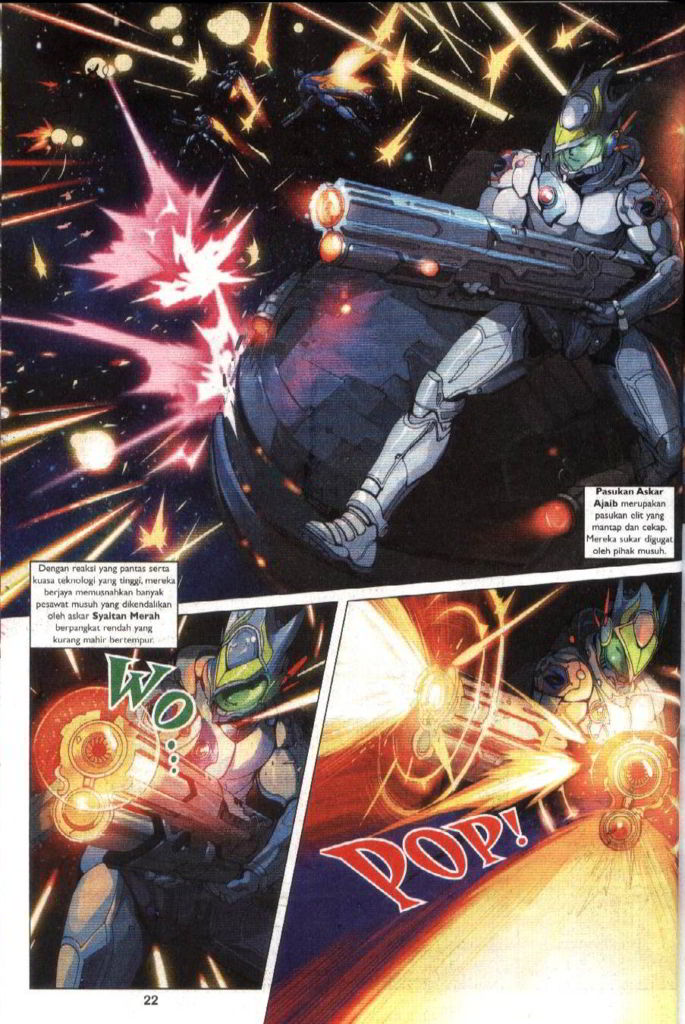 Pasukan Askar
Ajaib merupakan
pasukan elit yang
mantap dan cekap.
Mereka sukar digugat
oleh pihak musuh.
Dengan reaksi yang pantas serta
kuasa teknologi yang tinggi, mereka
berjaya memusnahkan banyak
pesawat musuh yang dikendalikan
oleh askar Syaitan Merah
berpangkat rendah yang
kurang mahir bertempur.
WO....
POP!
22